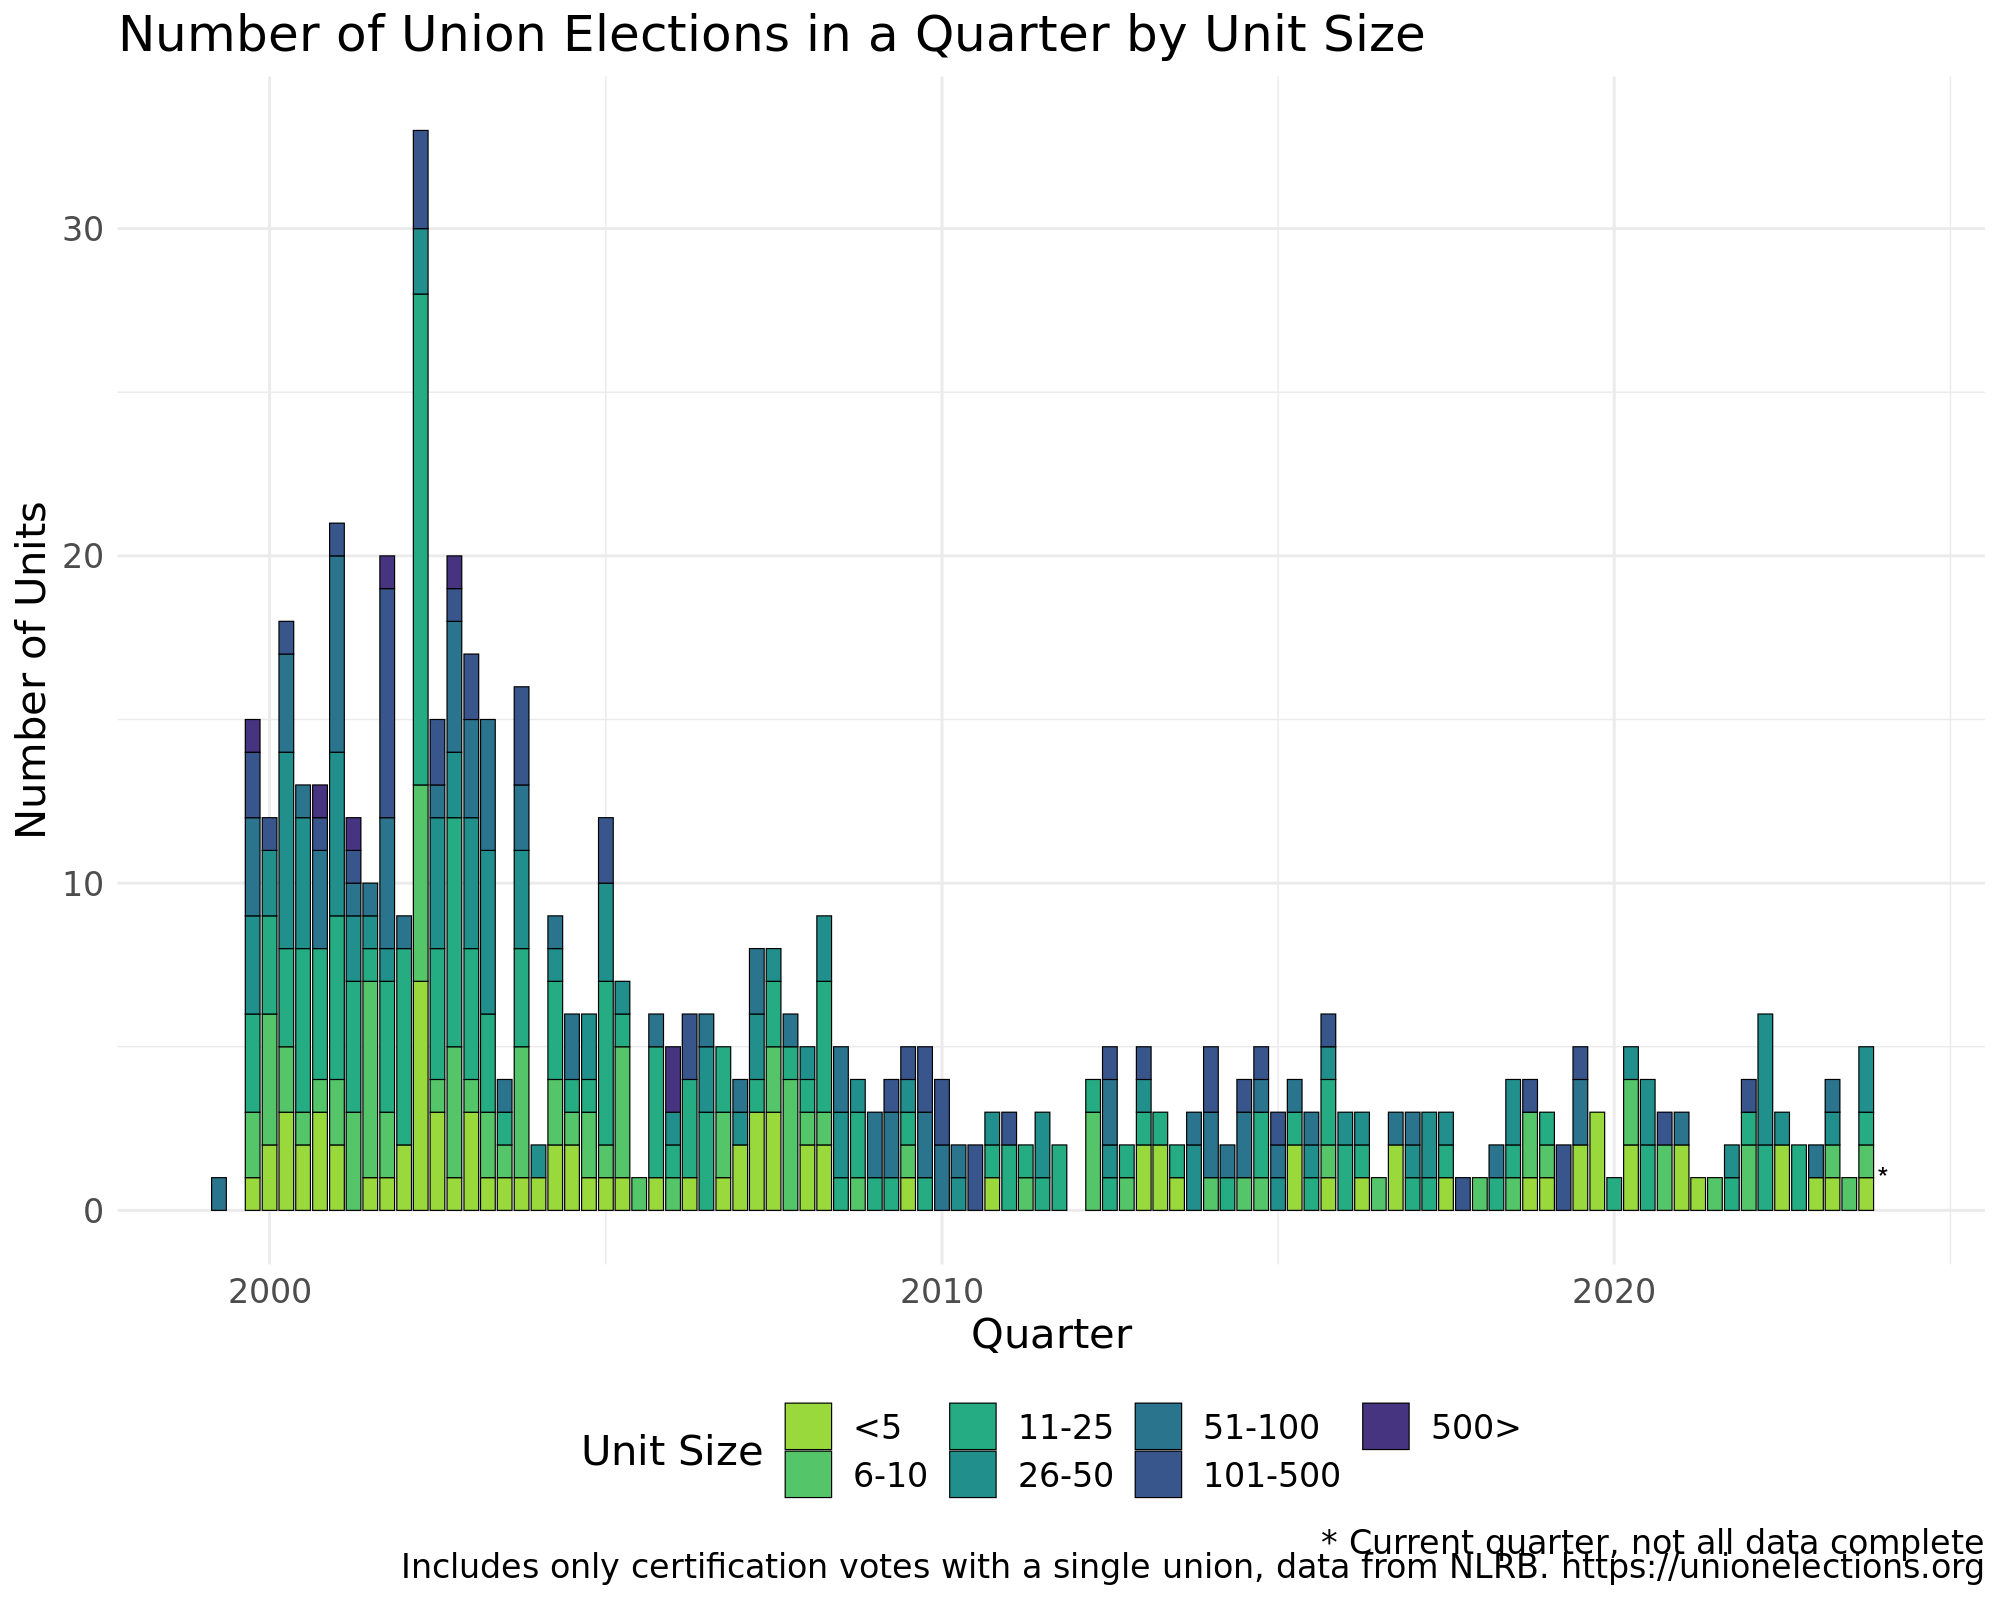 Number of Union Elections in a Quarter by Unit Size
Number of Units
30
20
10
0
*
2000 2010 2020
Quarter
Unit Size
<5 11-25 51-100 500>
6-10 26-50 101-500
* Current quarter, not all data complete
Includes only certification votes with a single union, data from NLRB. https://unionelections.org